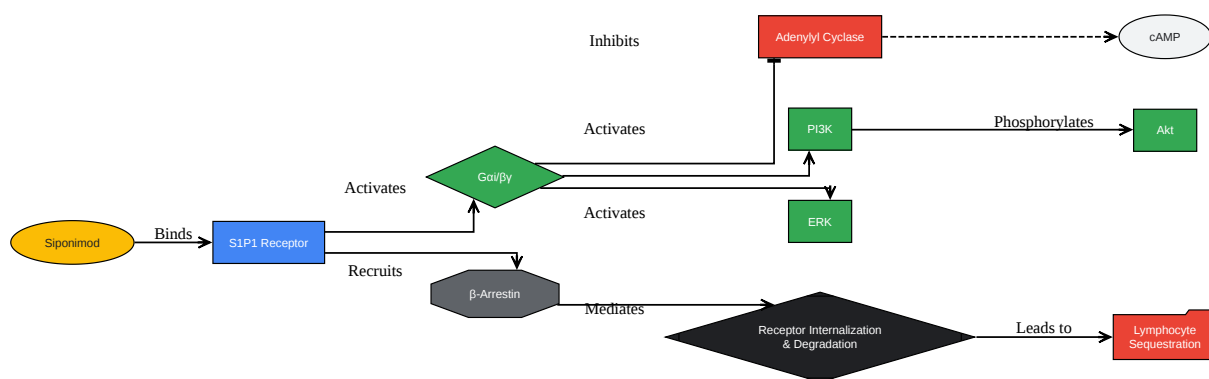 Inhibits
Adenylyl Cyclase
cAMP
Activates
PI3K
Phosphorylates
Akt
Gαi/βγ
Activates
Activates
ERK
Siponimod
Binds
S1P1 Receptor
Recruits
β-Arrestin
Mediates
Receptor Internalization
& Degradation
Leads to
Lymphocyte
Sequestration